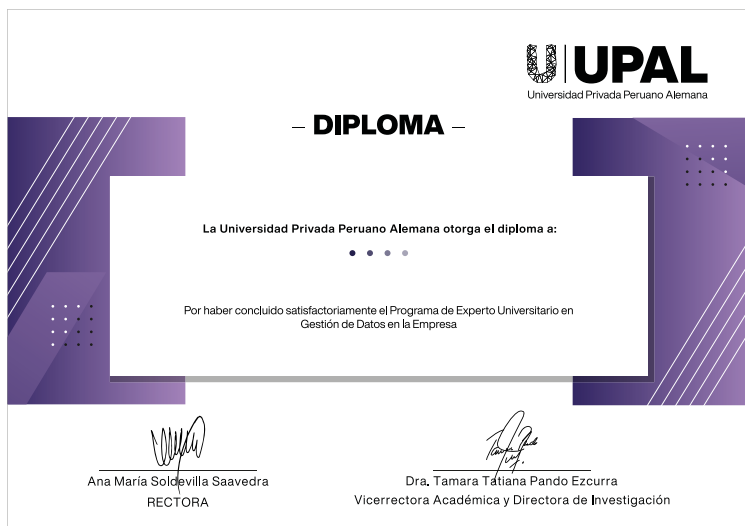 UPAL
Universidad Privada Peruano Alemana
– DIPLOMA –
La Universidad Privada Peruano Alemana otorga el diploma a:
Por haber concluido satisfactoriamente el Programa de Experto Universitario en
Gestión de Datos en la Empresa
Ana María Soldevilla Saavedra
RECTORA
Dra. Tamara Tatiana Pando Ezcurra
Vicerrectora Académica y Directora de Investigación